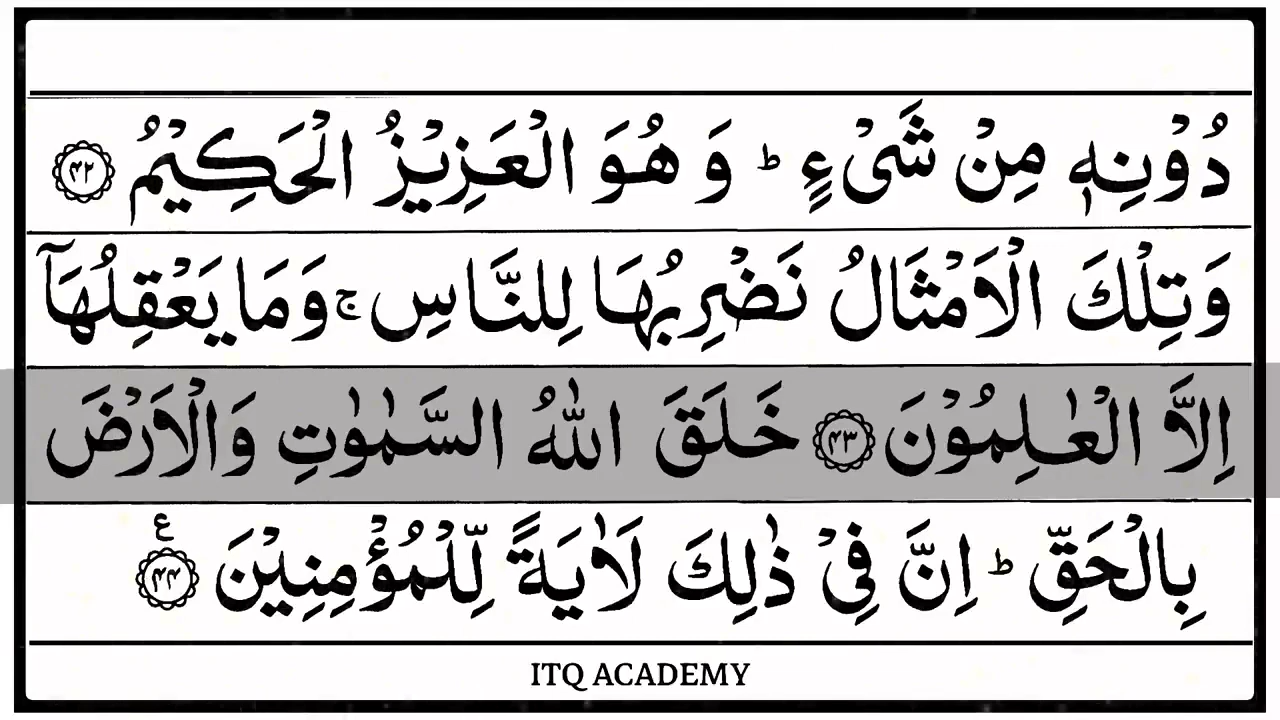 دُوْنِهٖ مِنْ شَیْءٍ ؕ وَ هُوَ الْعَزِیْزُ الْحَكِیْمُ ﴿۴۲﴾
وَتِلْكَ الْاَمْثَالُ نَضْرِبُهَا لِلنَّاسِ ۚ وَمَا یَعْقِلُهَاۤ
اِلَّا الْعٰلِمُوْنَ ﴿۴۳﴾ خَلَقَ اللّٰهُ السَّمٰوٰتِ وَالْاَرْضَ
بِالْحَقِّ ؕ اِنَّ فِیْ ذٰلِكَ لَاٰیَةً لِّلْمُؤْمِنِیْنَ ﴿۴۴﴾ ع
ITQ ACADEMY